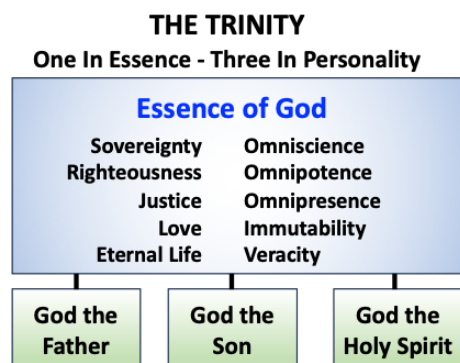 THE TRINITY
One In Essence - Three In Personality
Essence of God
Sovereignty Omniscience
Righteousness Omnipotence
Justice Omnipresence
Love Immutability
Eternal Life Veracity
God the God the God the
Father Son Holy Spirit